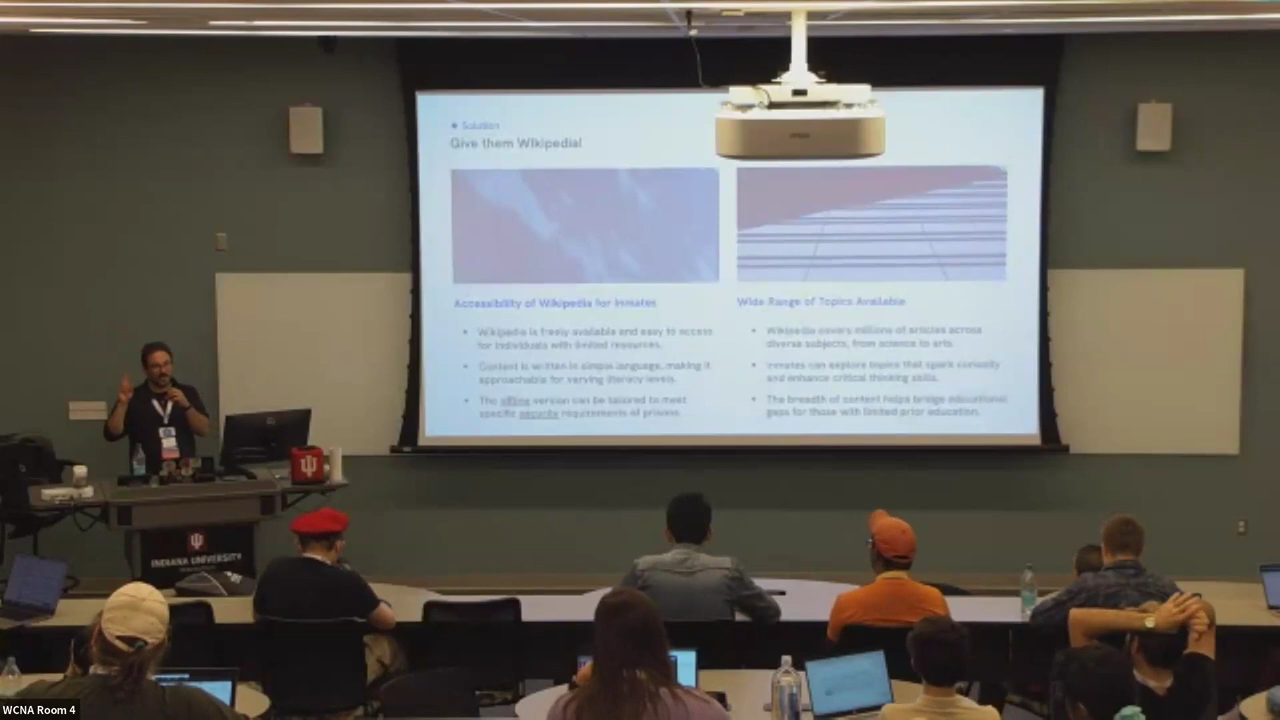 Solution
Give them Wikipedia!
Accessibility of Wikipedia for Inmates
Wikipedia is freely available and easy to access
for individuals with limited resources.
Content is written in simple language, making it
approachable for varying literacy levels.
The offline version can be tailored to meet
specific security requirements of prisons.
Wide Range of Topics Available
Wikipedia covers millions of articles across
diverse subjects, from science to arts.
Inmates can explore topics that spark curiosity
and enhance critical thinking skills.
The breadth of content helps bridge educational
gaps for those with limited prior education.
INDIANA UNIVERSITY
WCNA Room 4